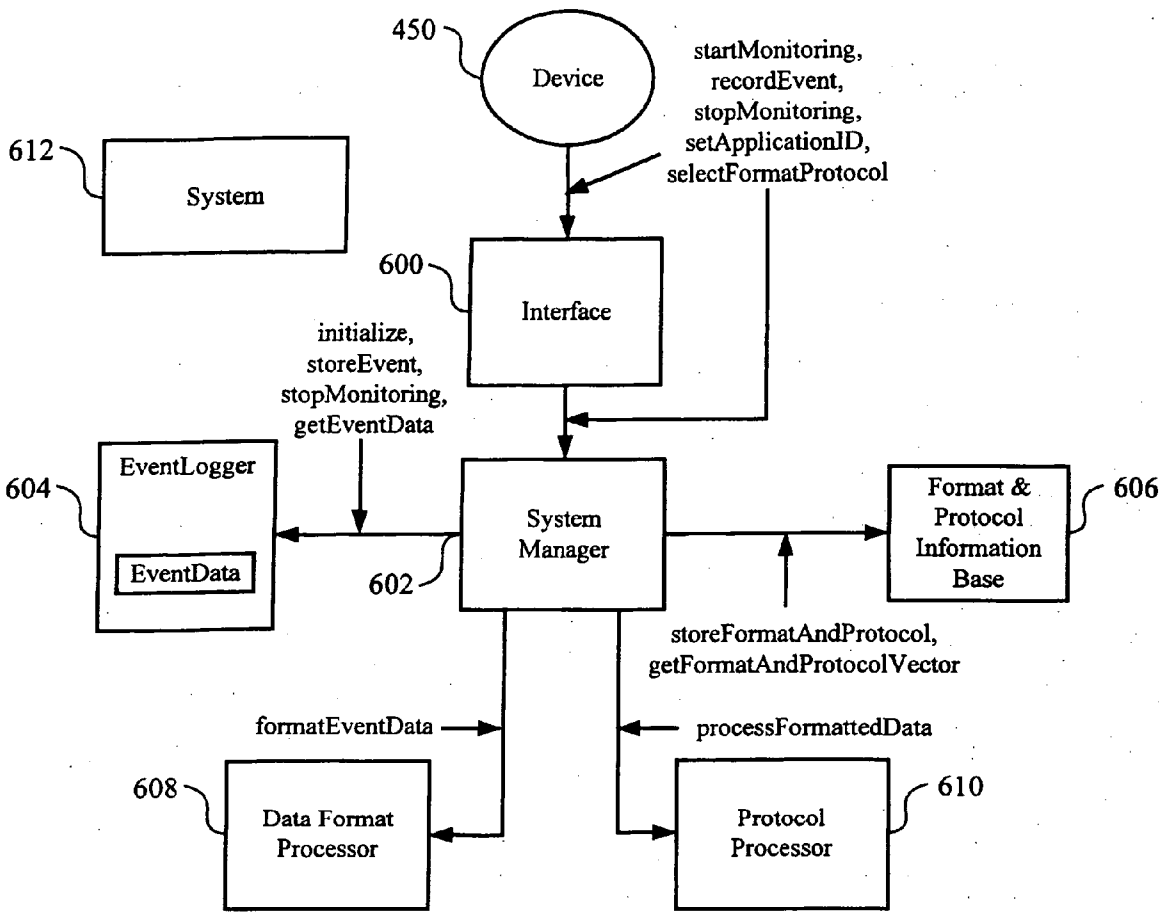 450
Device
startMonitoring,
recordEvent,
stopMonitoring,
setApplicationID,
selectFormatProtocol
612
System
600
Interface
initialize,
storeEvent,
stopMonitoring,
getEventData
604
EventLogger
EventData
602
System
Manager
606
Format &
Protocol
Information
Base
storeFormatAndProtocol,
getFormatAndProtocolVector
formatEventData
processFormattedData
608
Data Format
Processor
610
Protocol
Processor